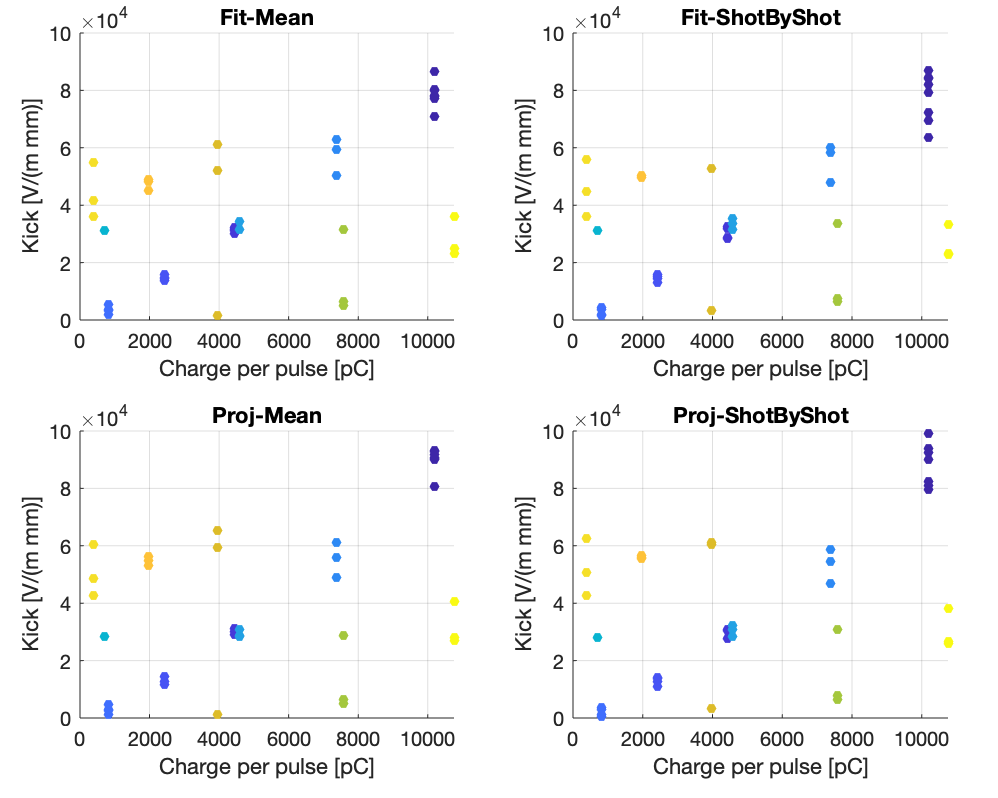 Fit-Mean
×10⁴
Kick [V/(m mm)]
10
8
6
4
2
0
0 2000 4000 6000 8000 10000
Charge per pulse [pC]
Fit-ShotByShot
×10⁴
Kick [V/(m mm)]
10
8
6
4
2
0
0 2000 4000 6000 8000 10000
Charge per pulse [pC]
Proj-Mean
×10⁴
Kick [V/(m mm)]
10
8
6
4
2
0
0 2000 4000 6000 8000 10000
Charge per pulse [pC]
Proj-ShotByShot
×10⁴
Kick [V/(m mm)]
10
8
6
4
2
0
0 2000 4000 6000 8000 10000
Charge per pulse [pC]